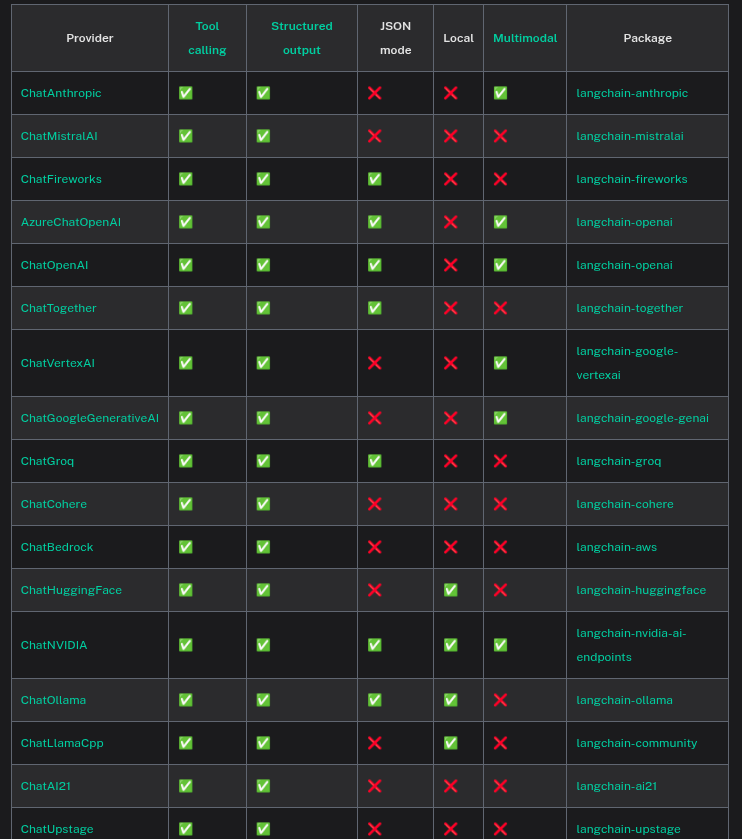 Provider Tool calling Structured output JSON mode Local Multimodal Package
ChatAnthropic ✅ ✅ ❌ ❌ ✅ langchain-anthropic
ChatMistralAI ✅ ✅ ❌ ❌ ❌ langchain-mistralai
ChatFireworks ✅ ✅ ✅ ❌ ❌ langchain-fireworks
AzureChatOpenAI ✅ ✅ ✅ ❌ ✅ langchain-openai
ChatOpenAI ✅ ✅ ✅ ❌ ✅ langchain-openai
ChatTogether ✅ ✅ ✅ ❌ ❌ langchain-together
ChatVertexAI ✅ ✅ ❌ ❌ ✅ langchain-google-
vertexai
ChatGoogleGenerativeAI ✅ ✅ ❌ ❌ ✅ langchain-google-genai
ChatGroq ✅ ✅ ✅ ❌ ❌ langchain-groq
ChatCohere ✅ ✅ ❌ ❌ ❌ langchain-cohere
ChatBedrock ✅ ✅ ❌ ❌ ❌ langchain-aws
ChatHuggingFace ✅ ✅ ❌ ✅ ❌ langchain-huggingface
ChatNVIDIA ✅ ✅ ✅ ✅ ✅ langchain-nvidia-ai-
endpoints
ChatOllama ✅ ✅ ✅ ✅ ❌ langchain-ollama
ChatLlamaCpp ✅ ✅ ❌ ✅ ❌ langchain-community
ChatAI21 ✅ ✅ ❌ ❌ ❌ langchain-ai21
ChatUpstage ✅ ✅ ❌ ❌ ❌ langchain-upstage